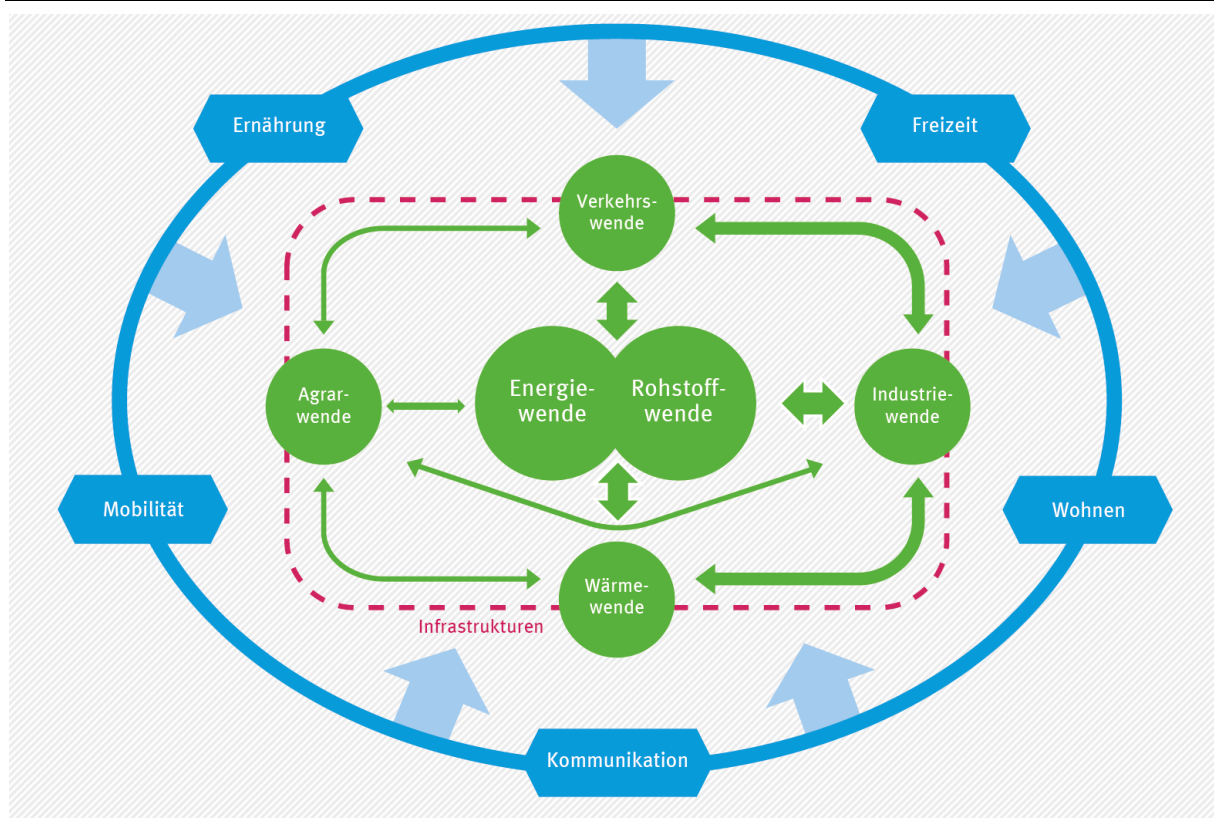 Ernährung
Freizeit
Verkehrs-
wende
Energie-
wende
Rohstoff-
wende
Agrar-
wende
Industrie-
wende
Mobilität
Wohnen
Wärme-
wende
Infrastrukturen
Kommunikation